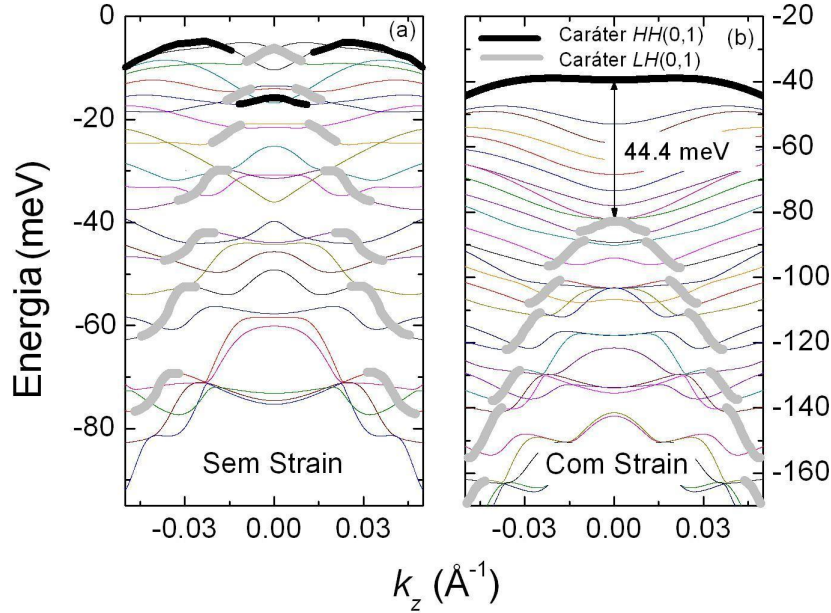 (a)
0
-20
-40
-60
-80
Energia (meV)
Sem Strain
-0.03 0.00 0.03
Caráter HH(0,1)
Caráter LH(0,1)
(b)
44.4 meV
Com Strain
-20
-40
-60
-80
-100
-120
-140
-160
-0.03 0.00 0.03
k_z (Å⁻¹)